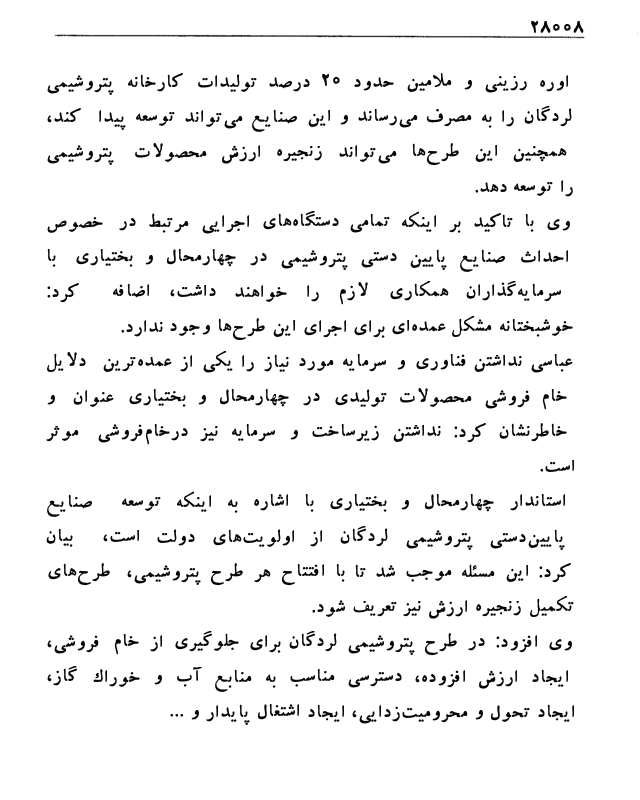 ۲۸۰۰۸
اوره رزینی و ملامین حدود ۲۵ درصد تولیدات کارخانه پتروشیمی
لردگان را به مصرف می‌رساند و این صنایع می‌تواند توسعه پیدا کند،
همچنین این طرح‌ها می‌تواند زنجیره ارزش محصولات پتروشیمی
را توسعه دهد.
وی با تاکید بر اینکه تمامی دستگاه‌های اجرایی مرتبط در خصوص
احداث صنایع پایین دستی پتروشیمی در چهارمحال و بختیاری با
سرمایه‌گذاران همکاری لازم را خواهند داشت، اضافه کرد:
خوشبختانه مشکل عمده‌ای برای اجرای این طرح‌ها وجود ندارد.
عباسی نداشتن فناوری و سرمایه مورد نیاز را یکی از عمده‌ترین دلایل
خام فروشی محصولات تولیدی در چهارمحال و بختیاری عنوان و
خاطرنشان کرد: نداشتن زیرساخت و سرمایه نیز درخام‌فروشی موثر
است.
استاندار چهارمحال و بختیاری با اشاره به اینکه توسعه صنایع
پایین‌دستی پتروشیمی لردگان از اولویت‌های دولت است، بیان
کرد: این مسئله موجب شد تا با افتتاح هر طرح پتروشیمی، طرح‌های
تکمیل زنجیره ارزش نیز تعریف شود.
وی افزود: در طرح پتروشیمی لردگان برای جلوگیری از خام فروشی،
ایجاد ارزش افزوده، دسترسی مناسب به منابع آب و خوراک گاز،
ایجاد تحول و محرومیت‌زدایی، ایجاد اشتغال پایدار و ...